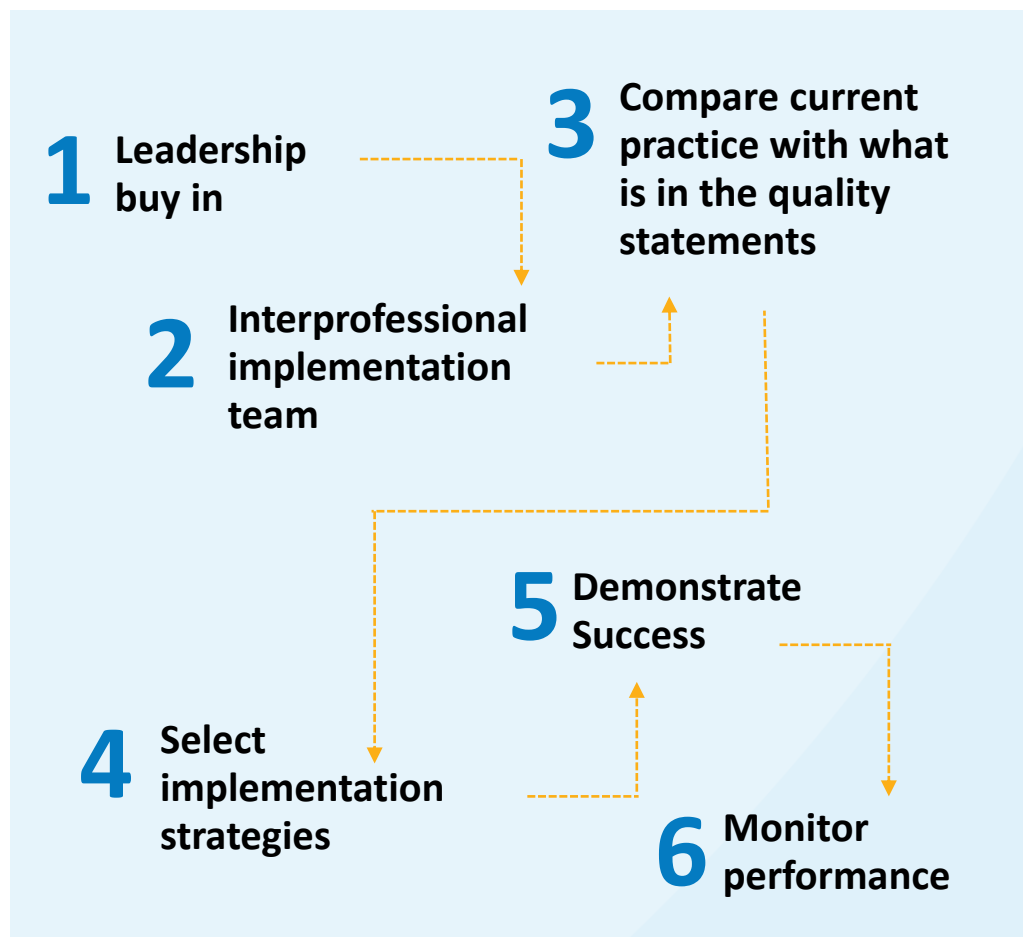 1
Leadership
buy in
2
Interprofessional
implementation
team
3
Compare current
practice with what
is in the quality
statements
4
Select
implementation
strategies
5
Demonstrate
Success
6
Monitor
performance